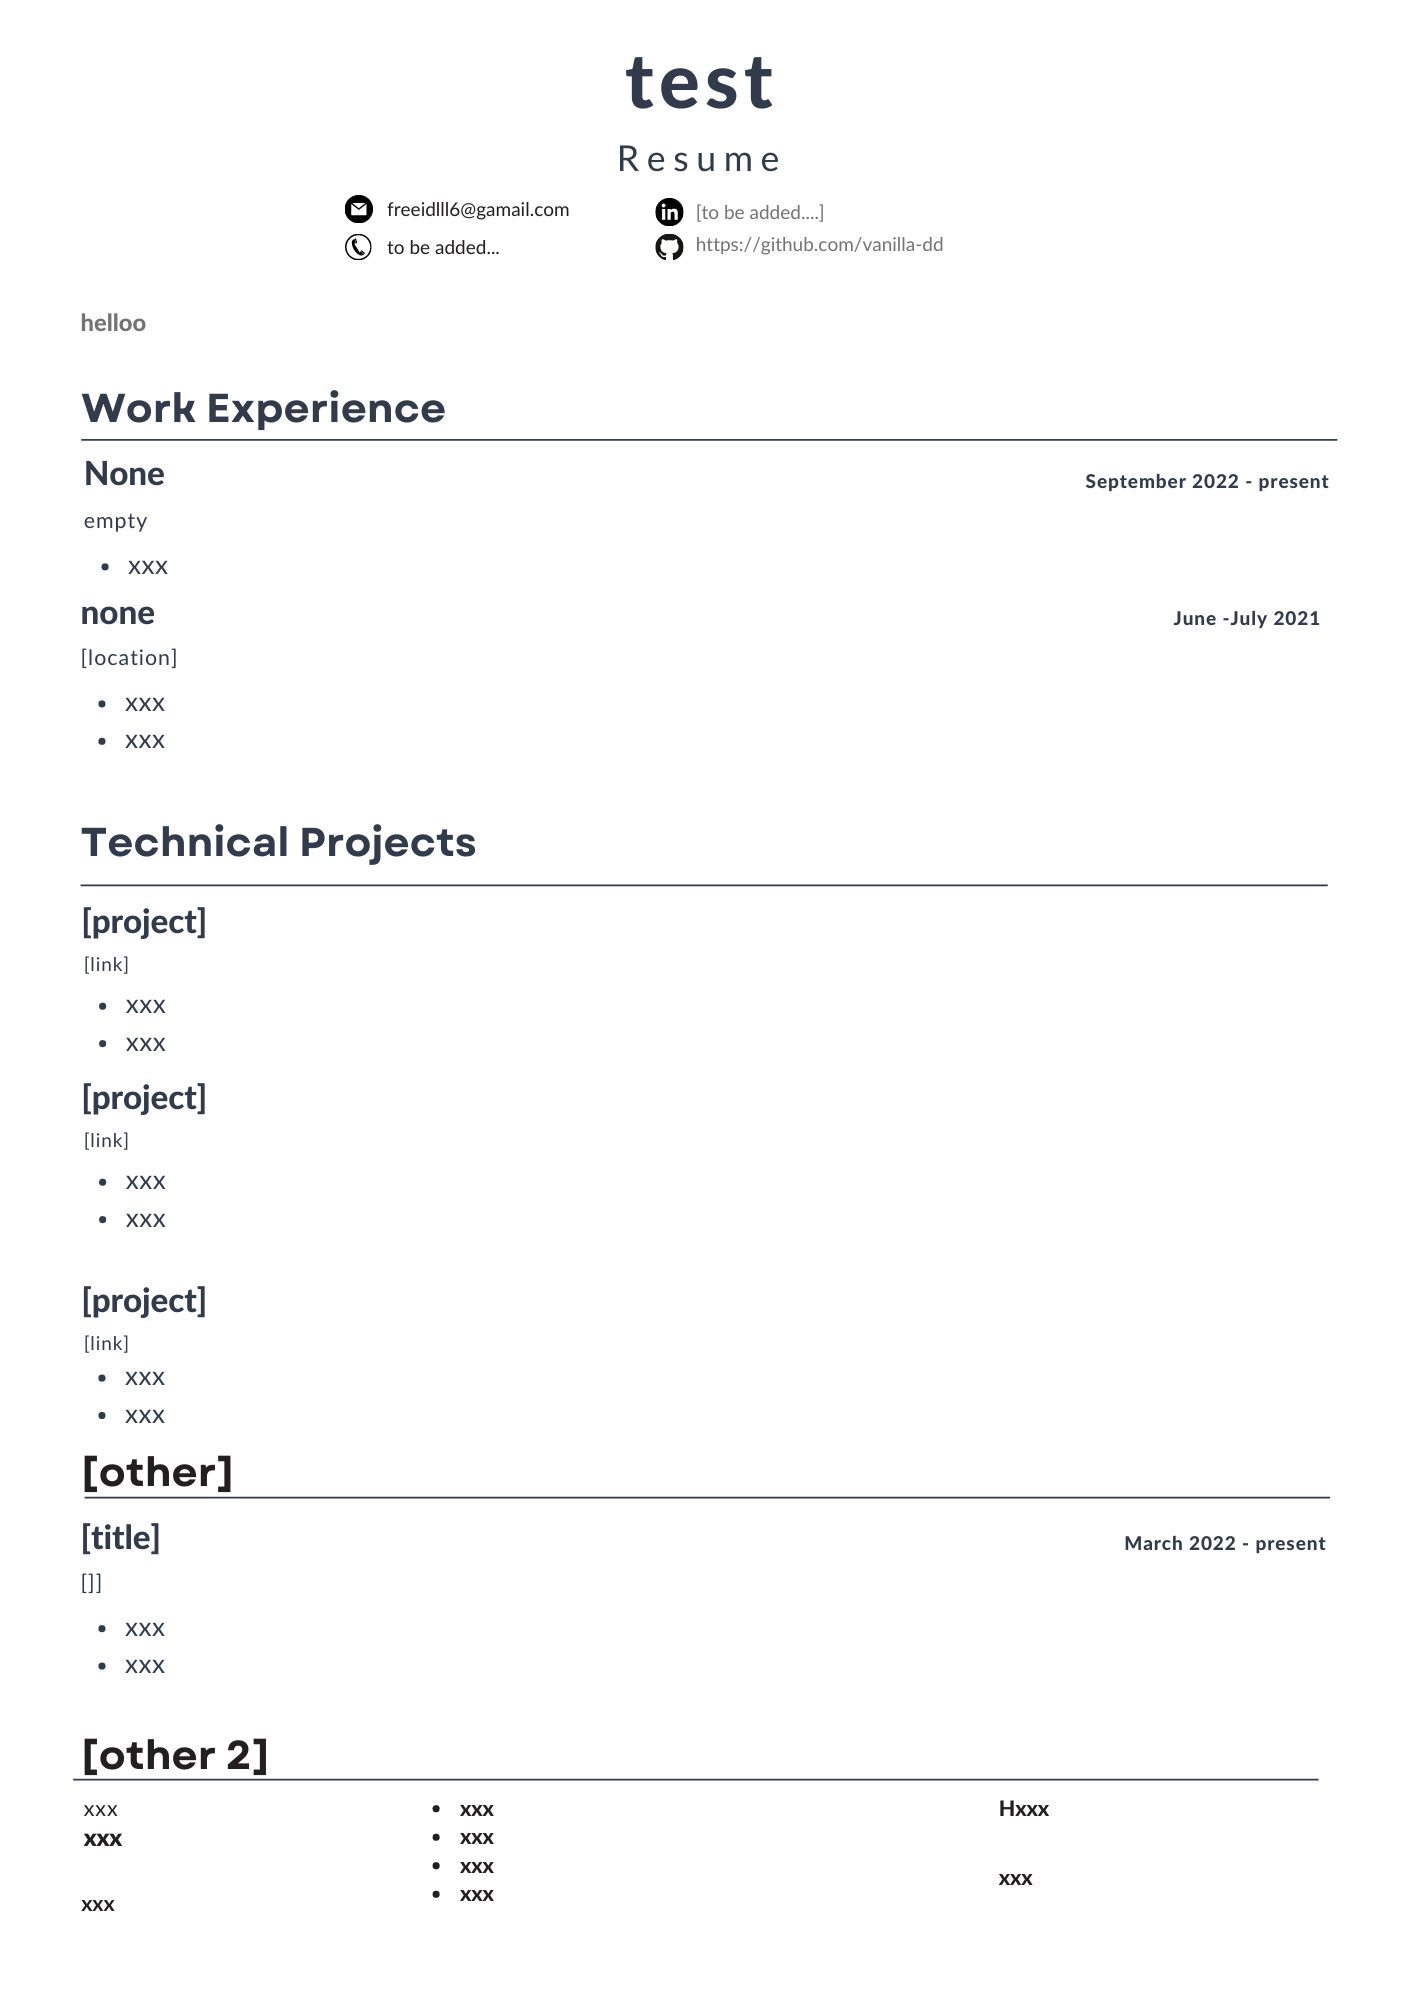 test
Resume
freeidlll6@gamail.com
[to be added....]
to be added...
https://github.com/vanilla-dd
helloo
Work Experience
None
September 2022 - present
empty
• xxx
none
June -July 2021
[location]
• xxx
• xxx
Technical Projects
[project]
[link]
• xxx
• xxx
[project]
[link]
• xxx
• xxx
[project]
[link]
• xxx
• xxx
[other]
[title]
March 2022 - present
[]]
• xxx
• xxx
[other 2]
xxx
xxx
xxx
• xxx
• xxx
• xxx
• xxx
Hxxx
xxx